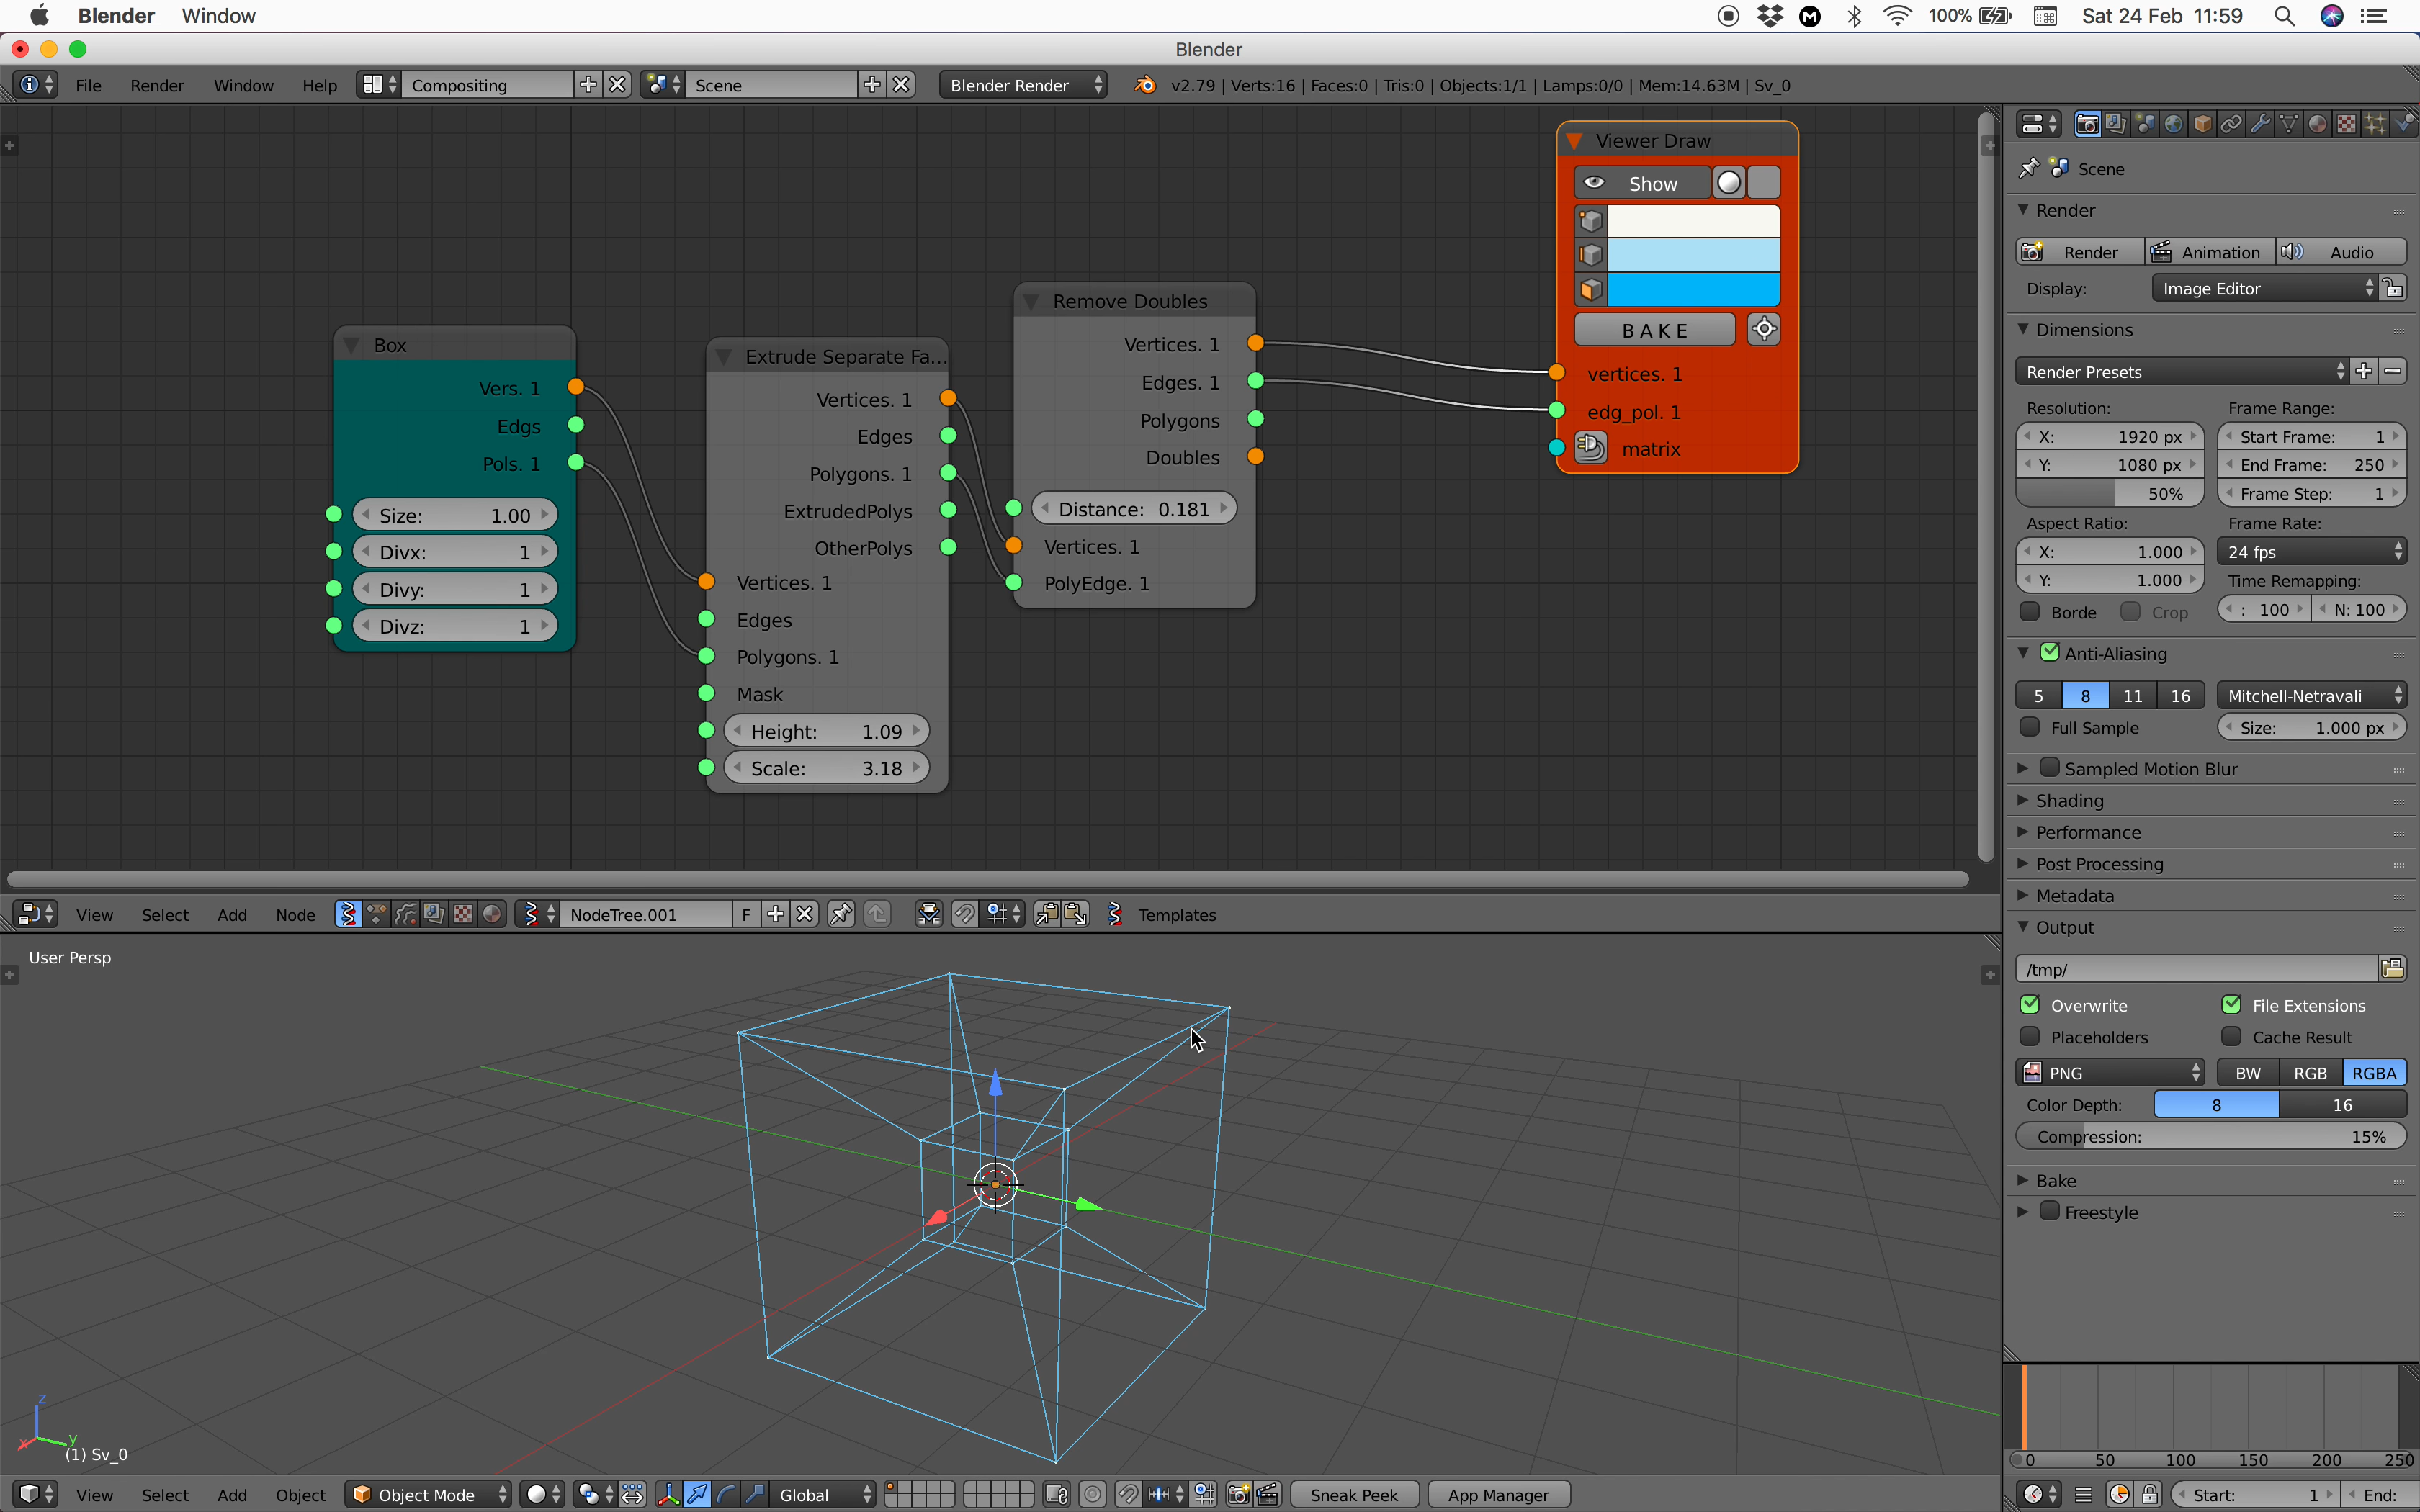 Blender Window 100% Sat 24 Feb 11:59
Blender
File Render Window Help Compositing Scene Blender Render v2.79 | Verts:16 | Faces:0 | Tris:0 | Objects:1/1 | Lamps:0/0 | Mem:14.63M | Sv_0
Box
Vers. 1
Edgs
Pols. 1
Size: 1.00
Divx: 1
Divy: 1
Divz: 1
Extrude Separate Fa...
Vertices. 1
Edges
Polygons. 1
ExtrudedPolys
OtherPolys
Vertices. 1
Edges
Polygons. 1
Mask
Height: 1.09
Scale: 3.18
Remove Doubles
Vertices. 1
Edges. 1
Polygons
Doubles
Distance: 0.181
Vertices. 1
PolyEdge. 1
Viewer Draw
Show
BAKE
vertices. 1
edg_pol. 1
matrix
View Select Add Node NodeTree.001 F Templates
User Persp
z
x y
(1) Sv_0
View Select Add Object Object Mode Global Sneak Peek App Manager
Scene
Render
Render Animation Audio
Display: Image Editor
Dimensions
Render Presets
Resolution: Frame Range:
X: 1920 px Start Frame: 1
Y: 1080 px End Frame: 250
50% Frame Step: 1
Aspect Ratio: Frame Rate:
X: 1.000 24 fps
Y: 1.000 Time Remapping:
Borde Crop : 100 N: 100
Anti-Aliasing
5 8 11 16 Mitchell-Netravali
Full Sample Size: 1.000 px
Sampled Motion Blur
Shading
Performance
Post Processing
Metadata
Output
/tmp/
Overwrite File Extensions
Placeholders Cache Result
PNG BW RGB RGBA
Color Depth: 8 16
Compression: 15%
Bake
Freestyle
0 50 100 150 200 250
Start: 1 End: